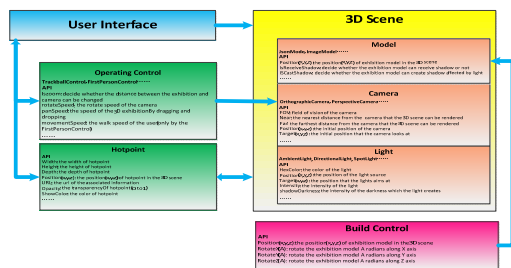 User Interface
3D Scene
Model
JsonModel, ImageModel······
API
Position(x,y,z) the position(x,y,z) of exhibition model in the 3D scene
isReceiveShadow: decide whether the exhibition model can receive shadow or not
isCastShadow: decide whether the exhibition model can create shadow affected by light
Operating Control
TrackballControl, FirstPersonControl······
API
isZoom: decide whether the distance between the exhibition and
camera can be changed
rotateSpeed: the rotate speed of the camera
panSpeed: the speed of the 3D exhibition by dragging and
dropping
movementSpeed: the walk speed of the user(only by the
FirstPersonControl)
······
Camera
OrthographicCamera, PerspectiveCamera······
API
FOV: field of vision of the camera
Near: the nearest distance from the camera that the 3D scene can be rendered
Far: the farthest distance from the camera that the 3D scene can be rendered
Position(x,y,z): the initial position of the camera
Target(x,y,z): the initial position that the camera looks at
······
Hotpoint
API
Width: the width of hotpoint
Height: the height of hotpoint
Depth: the depth of hotpoint
Position(x,y,z): the position(x,y,z) of hotpoint in the 3D scene
URL: the url of the associated information
Opacity: the transparency of hotpoint(0 to 1)
ShowColor: the color of hotpoint
······
Light
AmbientLight, DirectionalLight, SpotLight······
API
HexColor: the color of the light
Position(x,y,z): the position of the light source
Target(x,y,z): the position that the lights aims at
Intensity: the intensity of the light
shadowDarkness: the intensity of the darkness which the light creates
······
Build Control
API
Position(x,y,z): the position(x,y,z) of exhibition model in the 3D scene
RotateX(A): rotate the exhibition model A radians along X axis
RotateY(A): rotate the exhibition model A radians along Y axis
RotateZ(A): rotate the exhibition model A radians along Z axis
······